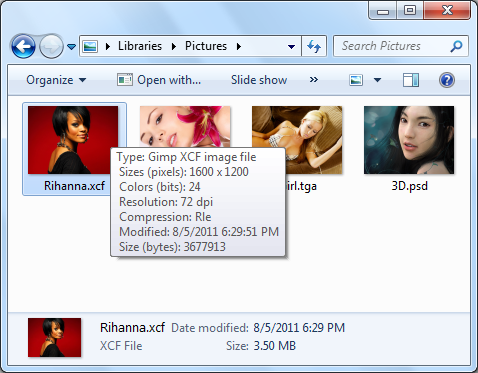 Libraries Pictures Search Pictures
Organize Open with... Slide show »
Rihanna.xcf irl.tga 3D.psd
Type: Gimp XCF image file
Sizes (pixels): 1600 x 1200
Colors (bits): 24
Resolution: 72 dpi
Compression: Rle
Modified: 8/5/2011 6:29:51 PM
Size (bytes): 3677913
Rihanna.xcf Date modified: 8/5/2011 6:29 PM
XCF File Size: 3.50 MB